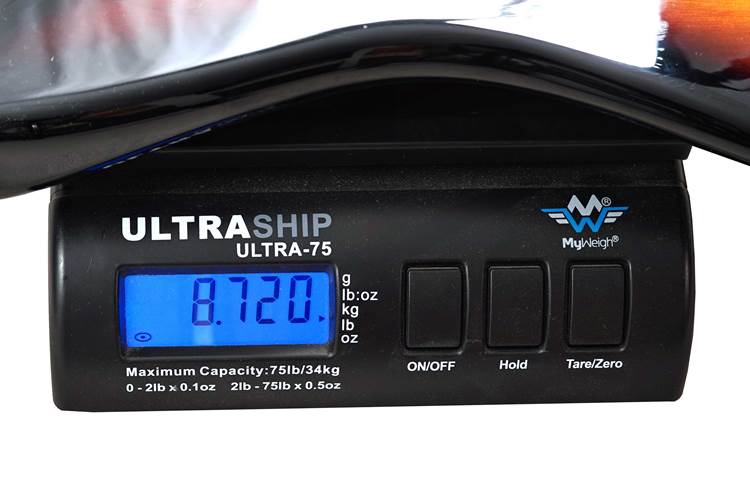 ULTRASHIP
ULTRA-75
MW®
MyWeigh®
8.720
g
lb:oz
kg
lb
oz
Maximum Capacity:75lb/34kg
0 - 2lb x 0.1oz 2lb - 75lb x 0.5oz
ON/OFF
Hold
Tare/Zero